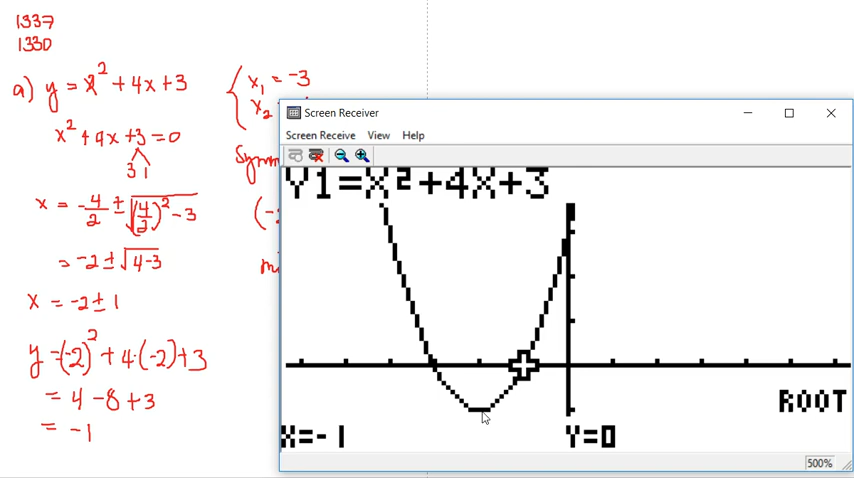 1337
1330
a) y = x² + 4x + 3
x² + 4x + 3 = 0
3 1
x = -4/2 ± √((4/2)² - 3)
= -2 ± √(4-3)
x = -2 ± 1
y = (-2)² + 4·(-2) + 3
= 4 - 8 + 3
= -1
x₁ = -3
x₂
(-2
Screen Receiver
Screen Receive View Help
Y1=X²+4X+3
ROOT
X=-1 Y=0
500%